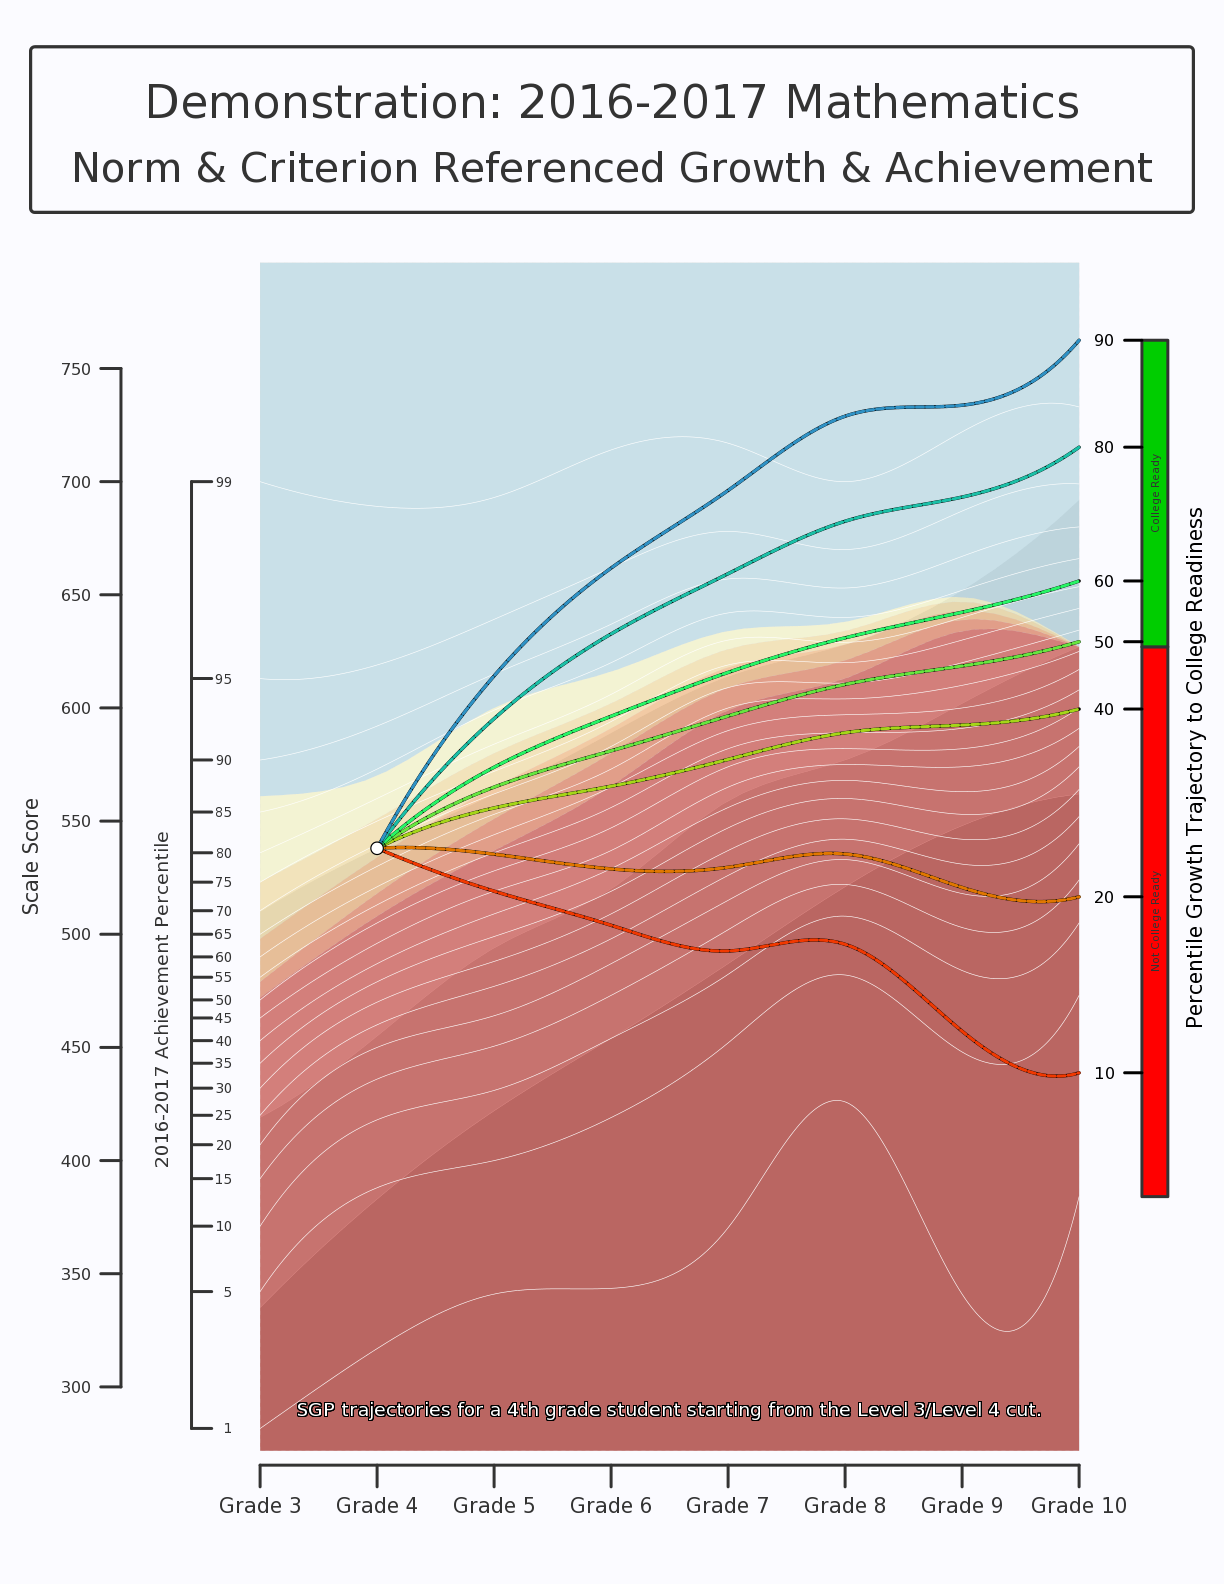 Demonstration: 2016-2017 Mathematics
Norm & Criterion Referenced Growth & Achievement
Scale Score
750
700
650
600
550
500
450
400
350
300
2016-2017 Achievement Percentile
99
95
90
85
80
75
70
65
60
55
50
45
40
35
30
25
20
15
10
5
1
90
80
60
50
40
20
10
College Ready
Not College Ready
Percentile Growth Trajectory to College Readiness
SGP trajectories for a 4th grade student starting from the Level 3/Level 4 cut.
Grade 3
Grade 4
Grade 5
Grade 6
Grade 7
Grade 8
Grade 9
Grade 10